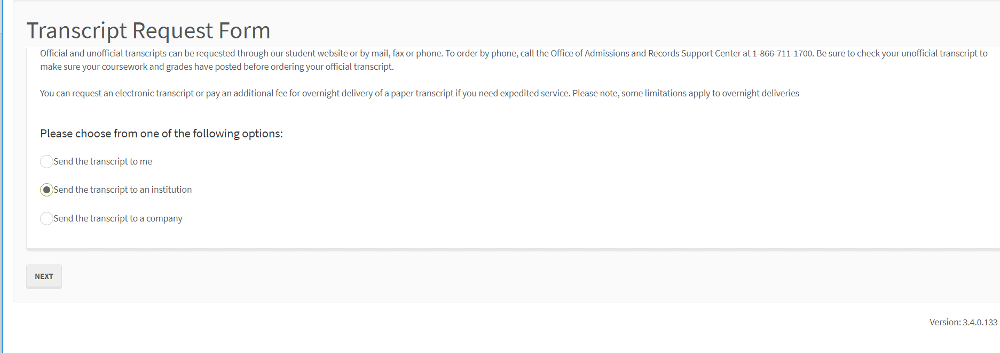 Transcript Request Form
Official and unofficial transcripts can be requested through our student website or by mail, fax or phone. To order by phone, call the Office of Admissions and Records Support Center at 1-866-711-1700. Be sure to check your unofficial transcript to
make sure your coursework and grades have posted before ordering your official transcript.
You can request an electronic transcript or pay an additional fee for overnight delivery of a paper transcript if you need expedited service. Please note, some limitations apply to overnight deliveries
Please choose from one of the following options:
Send the transcript to me
Send the transcript to an institution
Send the transcript to a company
NEXT
Version: 3.4.0.133